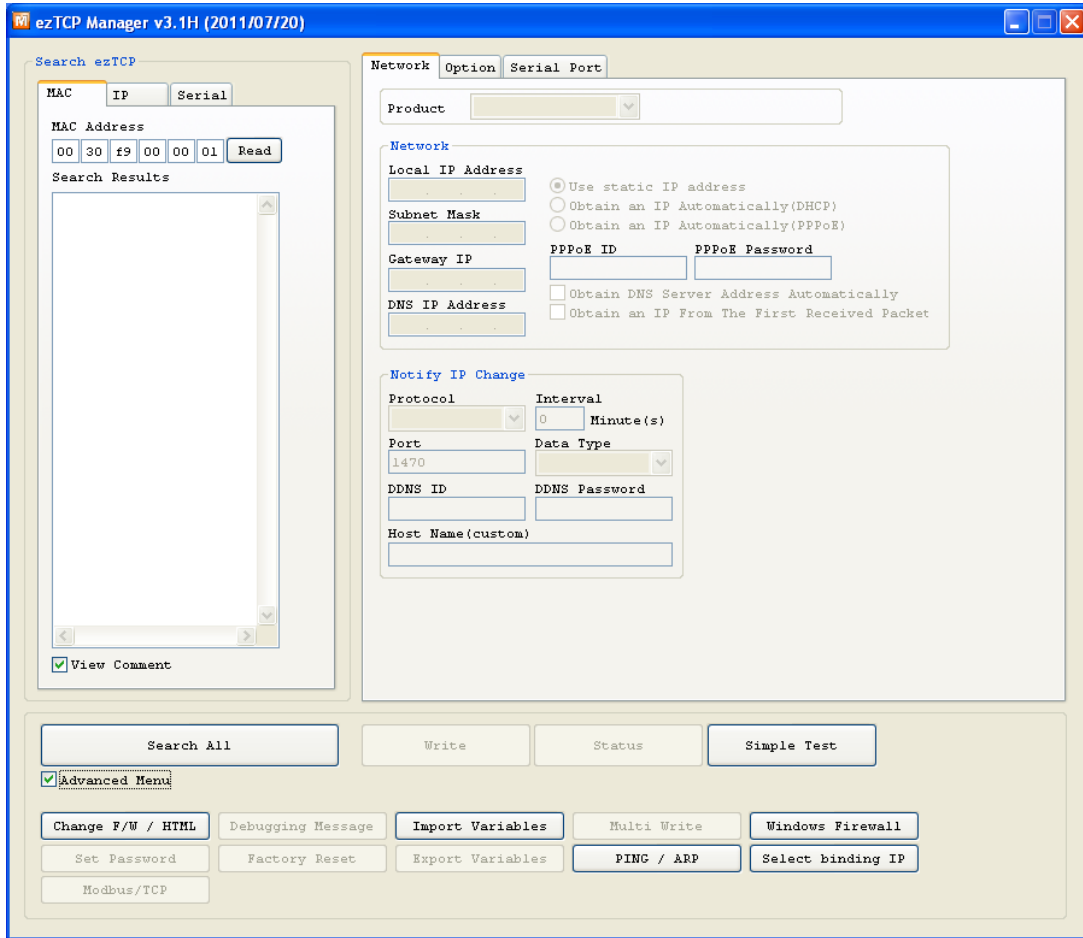 ezTCP Manager v3.1H (2011/07/20)
Search ezTCP
MAC IP Serial
MAC Address
00 30 f9 00 00 01 Read
Search Results
View Comment
Network Option Serial Port
Product
Network
Local IP Address
Subnet Mask
Gateway IP
DNS IP Address
Use static IP address
Obtain an IP Automatically(DHCP)
Obtain an IP Automatically(PPPoE)
PPPoE ID PPPoE Password
Obtain DNS Server Address Automatically
Obtain an IP From The First Received Packet
Notify IP Change
Protocol Interval
0 Minute(s)
Port Data Type
1470
DDNS ID DDNS Password
Host Name(custom)
Search All Write Status Simple Test
Advanced Menu
Change F/W / HTML Debugging Message Import Variables Multi Write Windows Firewall
Set Password Factory Reset Export Variables PING / ARP Select binding IP
Modbus/TCP